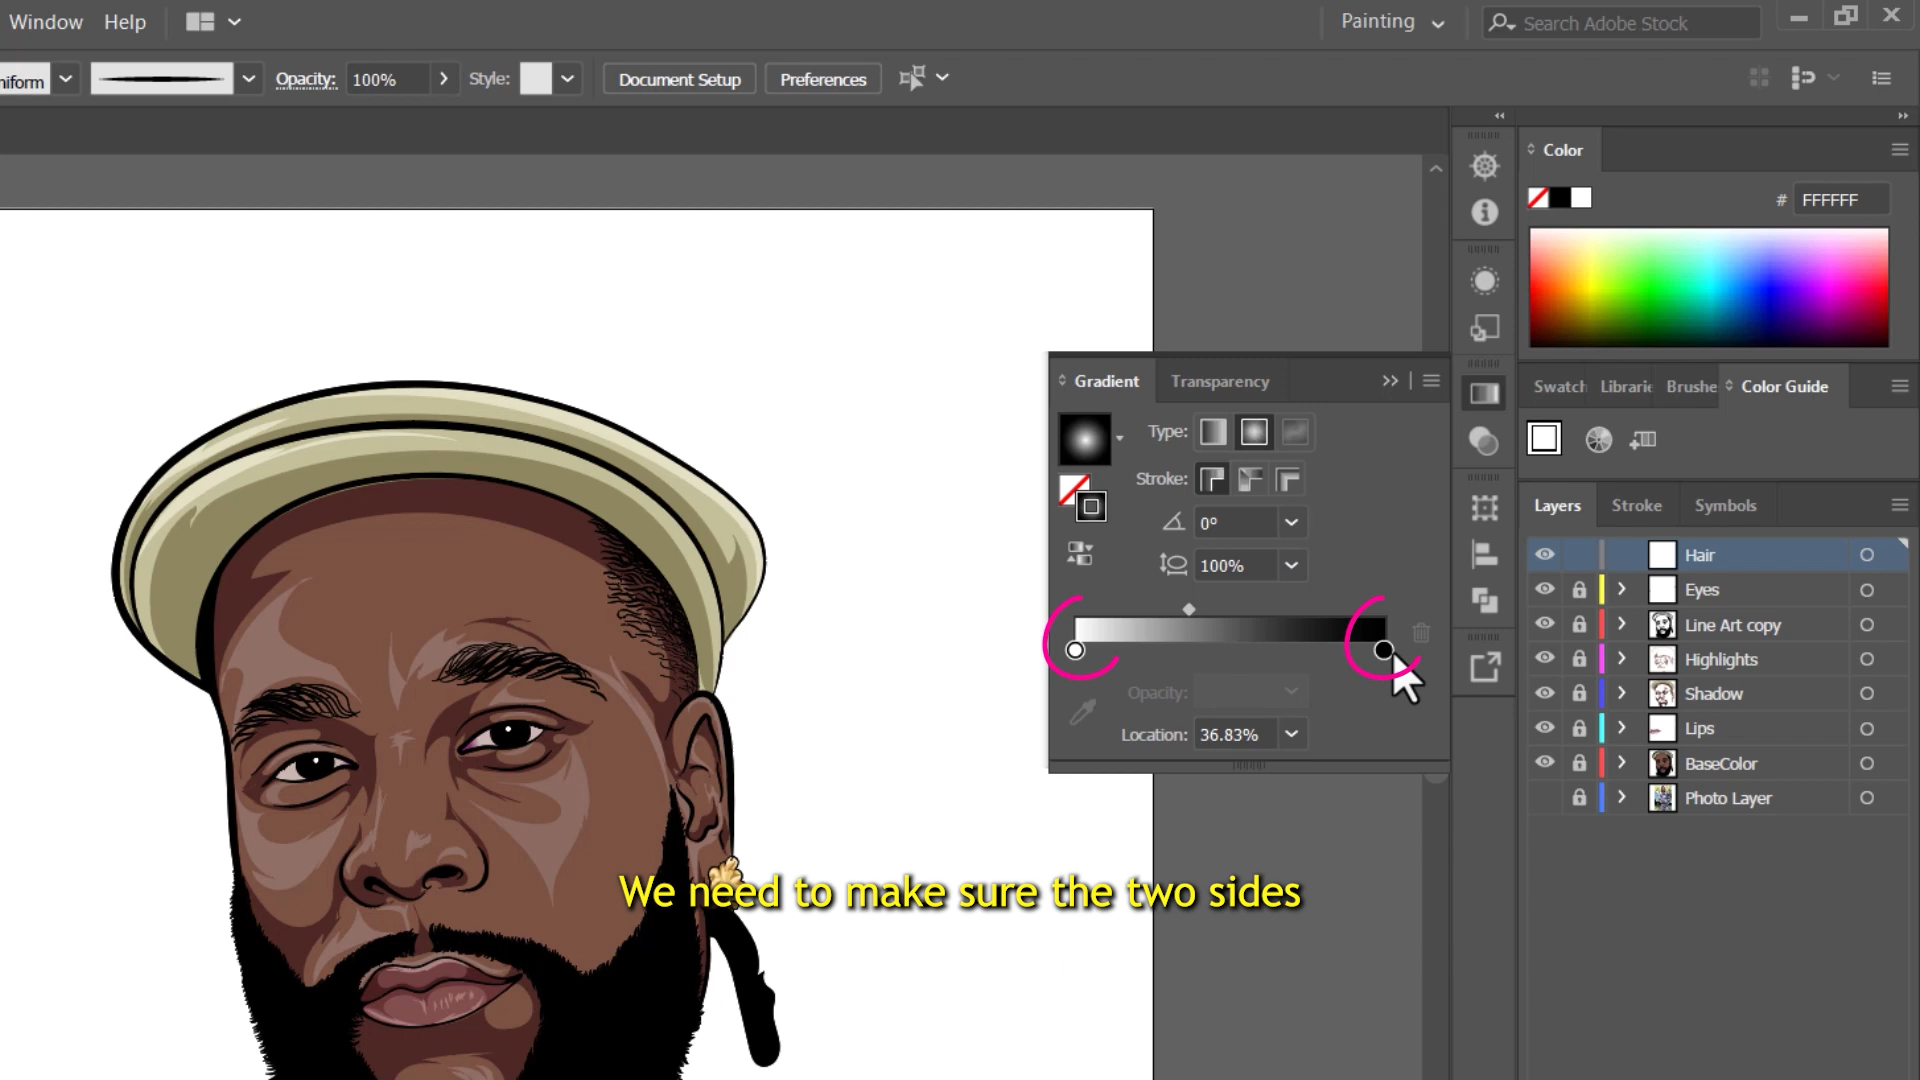 Window Help
Painting
Search Adobe Stock
niform
Opacity: 100%
Style:
Document Setup
Preferences
Color
# FFFFFF
Gradient
Transparency
Type:
Stroke:
0°
100%
Opacity:
Location: 36.83%
Swatch Librarie Brushe Color Guide
Layers Stroke Symbols
Hair
Eyes
Line Art copy
Highlights
Shadow
Lips
BaseColor
Photo Layer
We need to make sure the two sides